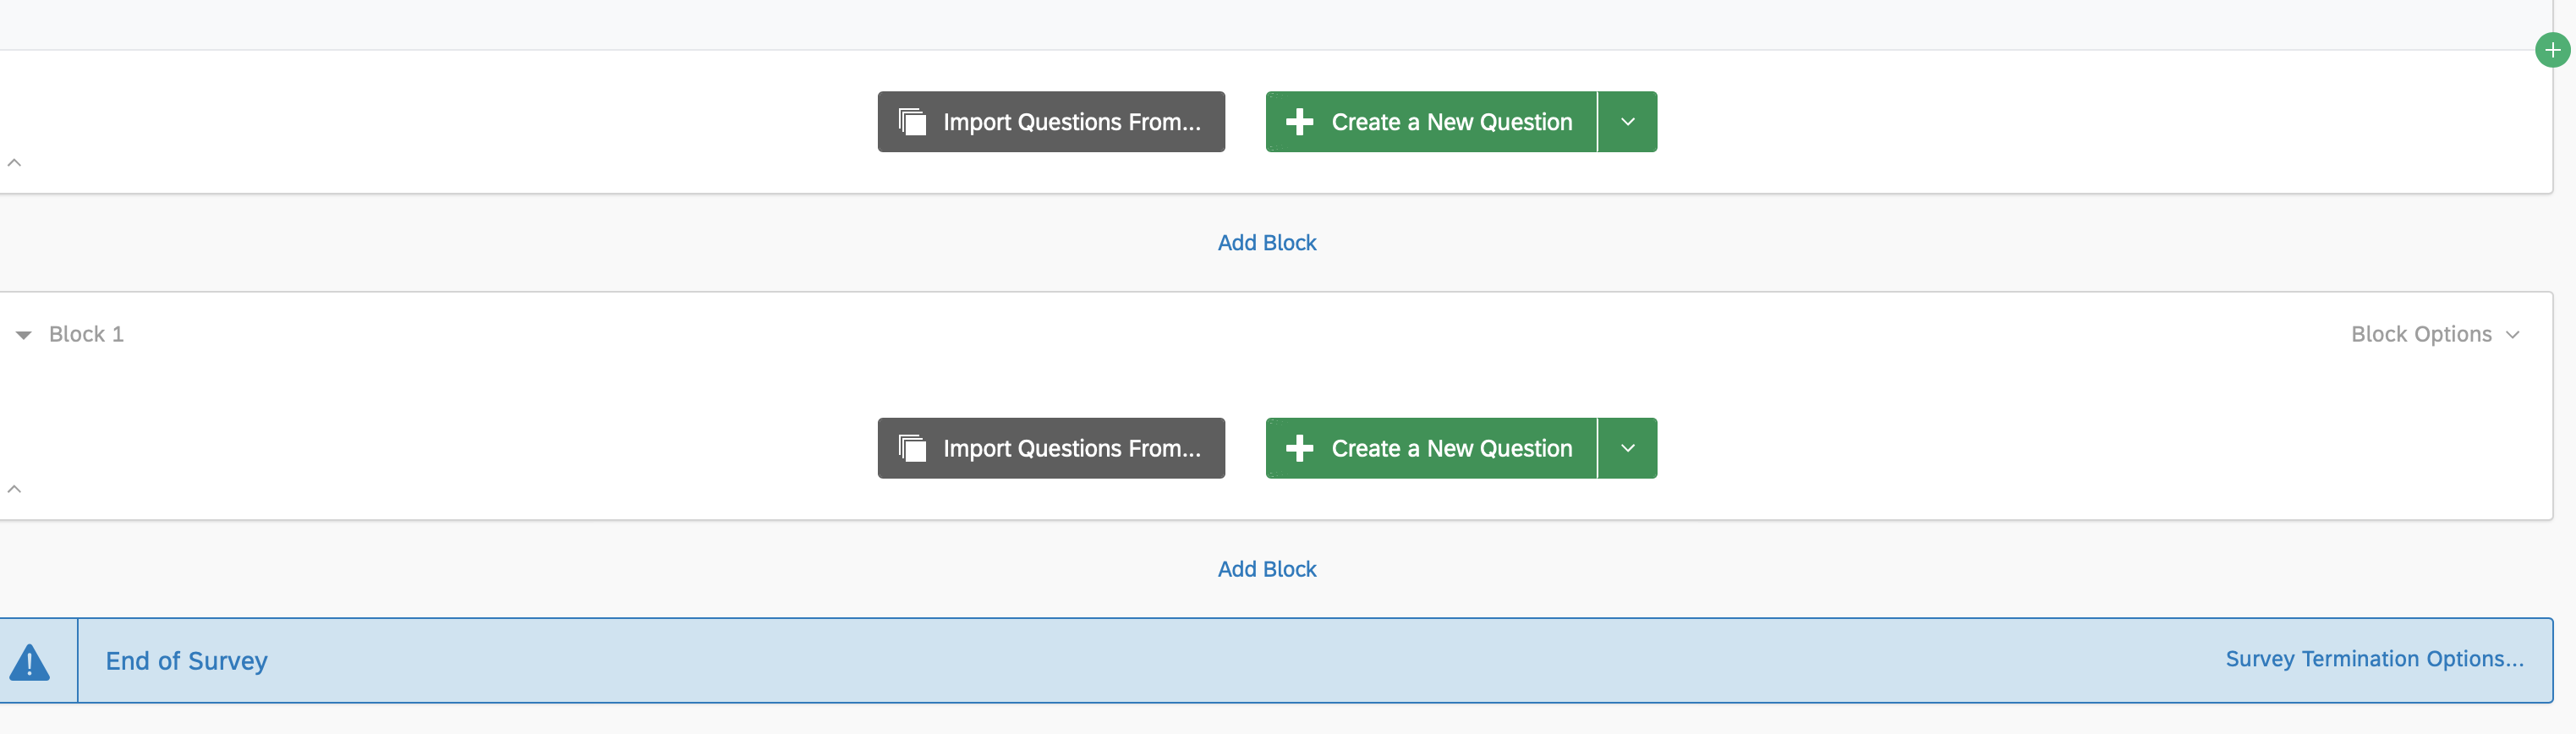 Import Questions From...
Create a New Question
Add Block
Block 1
Block Options
Import Questions From...
Create a New Question
Add Block
End of Survey
Survey Termination Options...